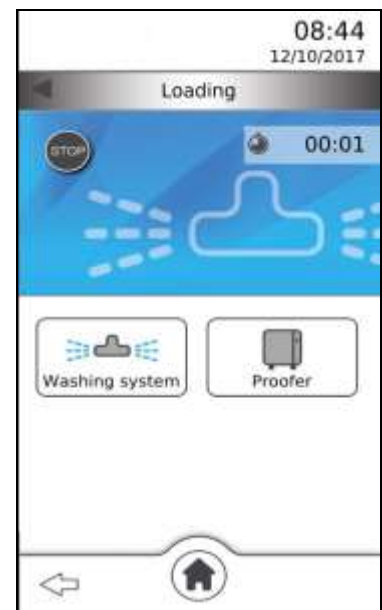 08:44
12/10/2017
Loading
STOP
00:01
Washing system
Proofer